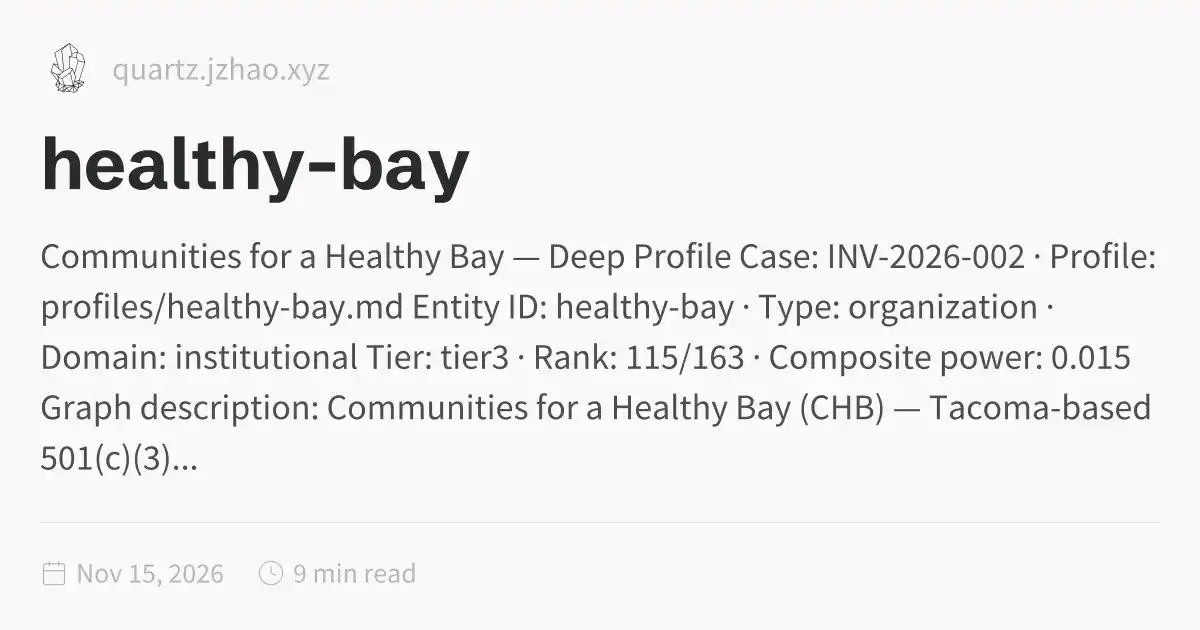 quartz.jzhao.xyz
healthy-bay
Communities for a Healthy Bay — Deep Profile Case: INV-2026-002 · Profile:
profiles/healthy-bay.md Entity ID: healthy-bay · Type: organization ·
Domain: institutional Tier: tier3 · Rank: 115/163 · Composite power: 0.015
Graph description: Communities for a Healthy Bay (CHB) — Tacoma-based
501(c)(3)...
Nov 15, 2026 9 min read